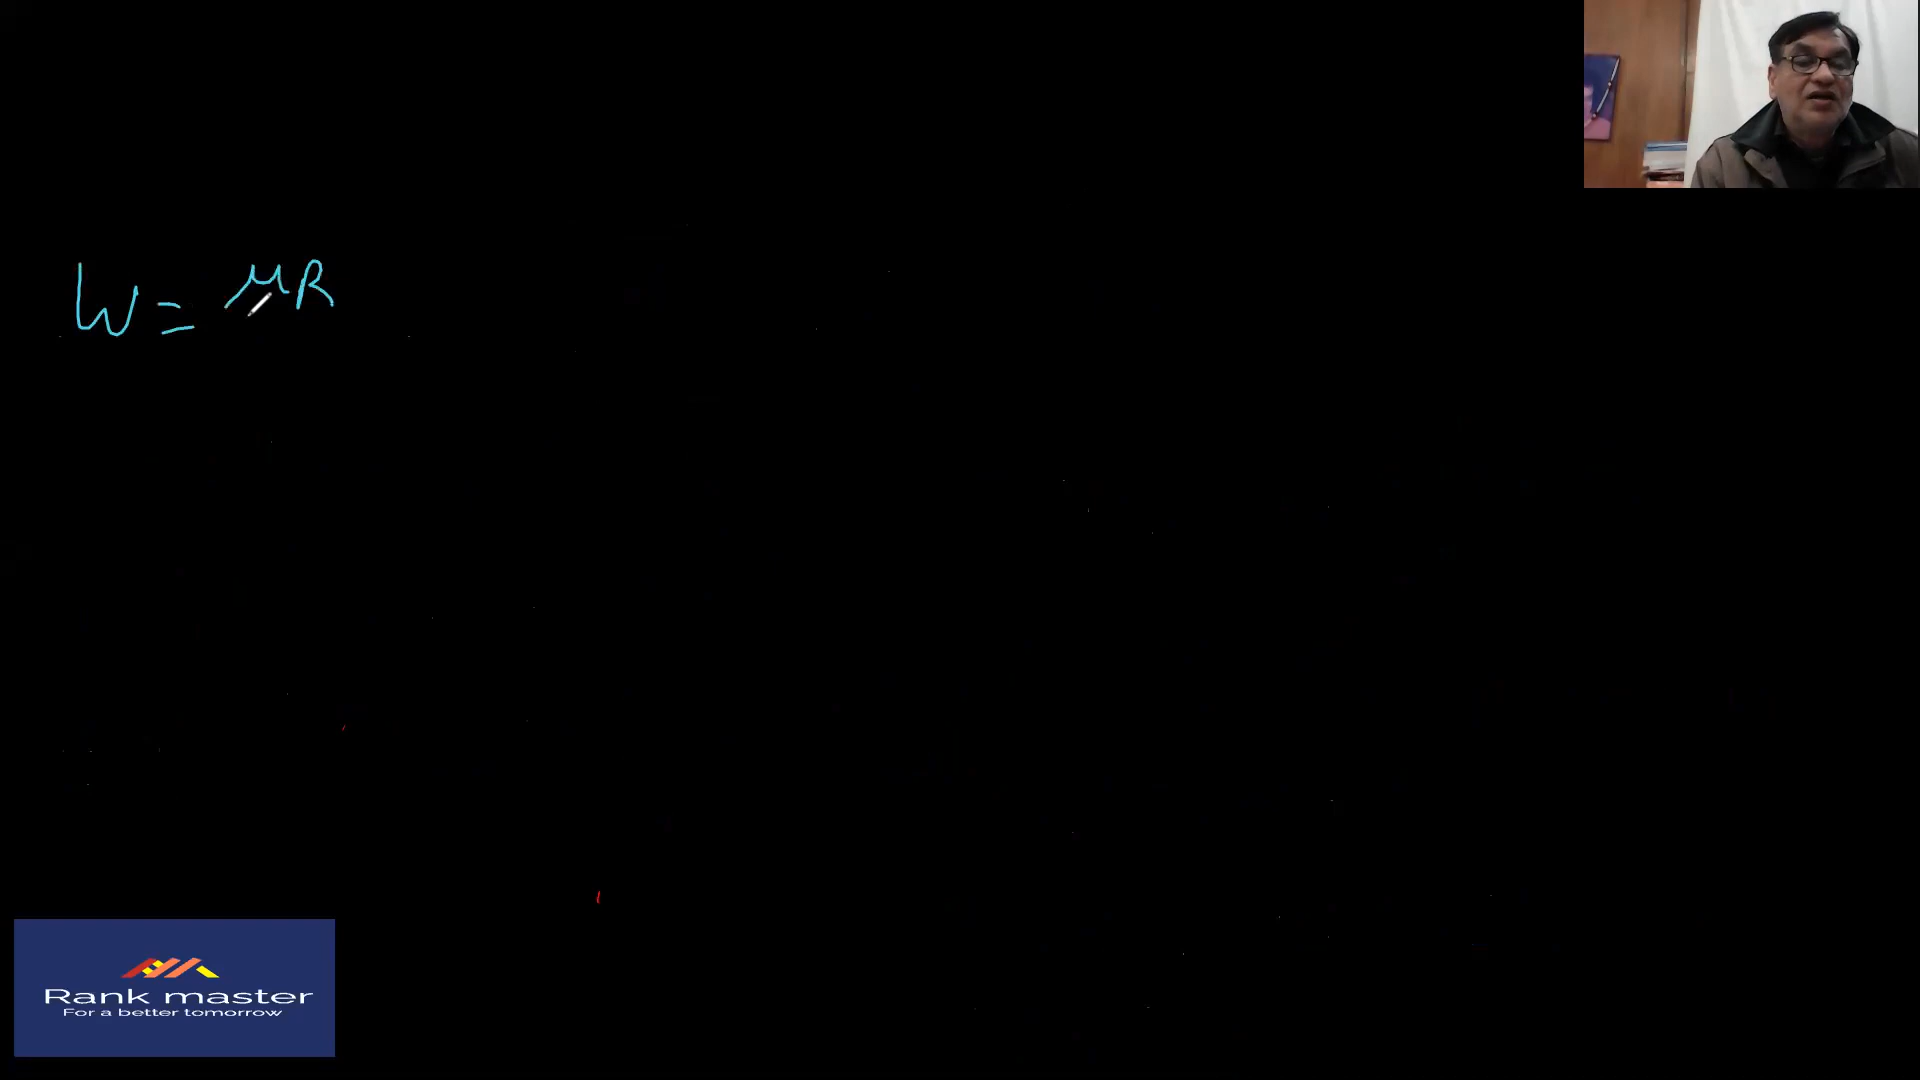 W = μR
Rank master
For a better tomorrow